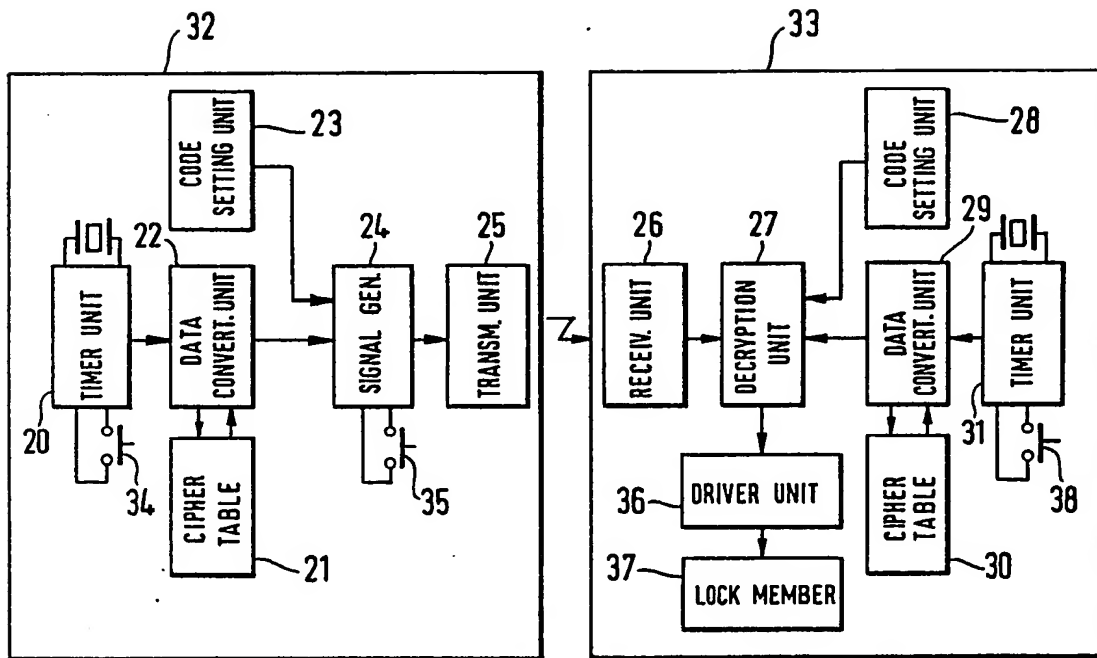 32
33
CODE
SETTING UNIT
23
CODE
SETTING UNIT
28
22
24
25
26
27
29
TIMER UNIT
DATA
CONVERT. UNIT
SIGNAL GEN.
TRANSM. UNIT
RECEIV. UNIT
DECRYPTION
UNIT
DATA
CONVERT. UNIT
TIMER UNIT
20
31
34
CIPHER
TABLE
35
36
DRIVER UNIT
CIPHER
TABLE
38
21
37
LOCK MEMBER
30